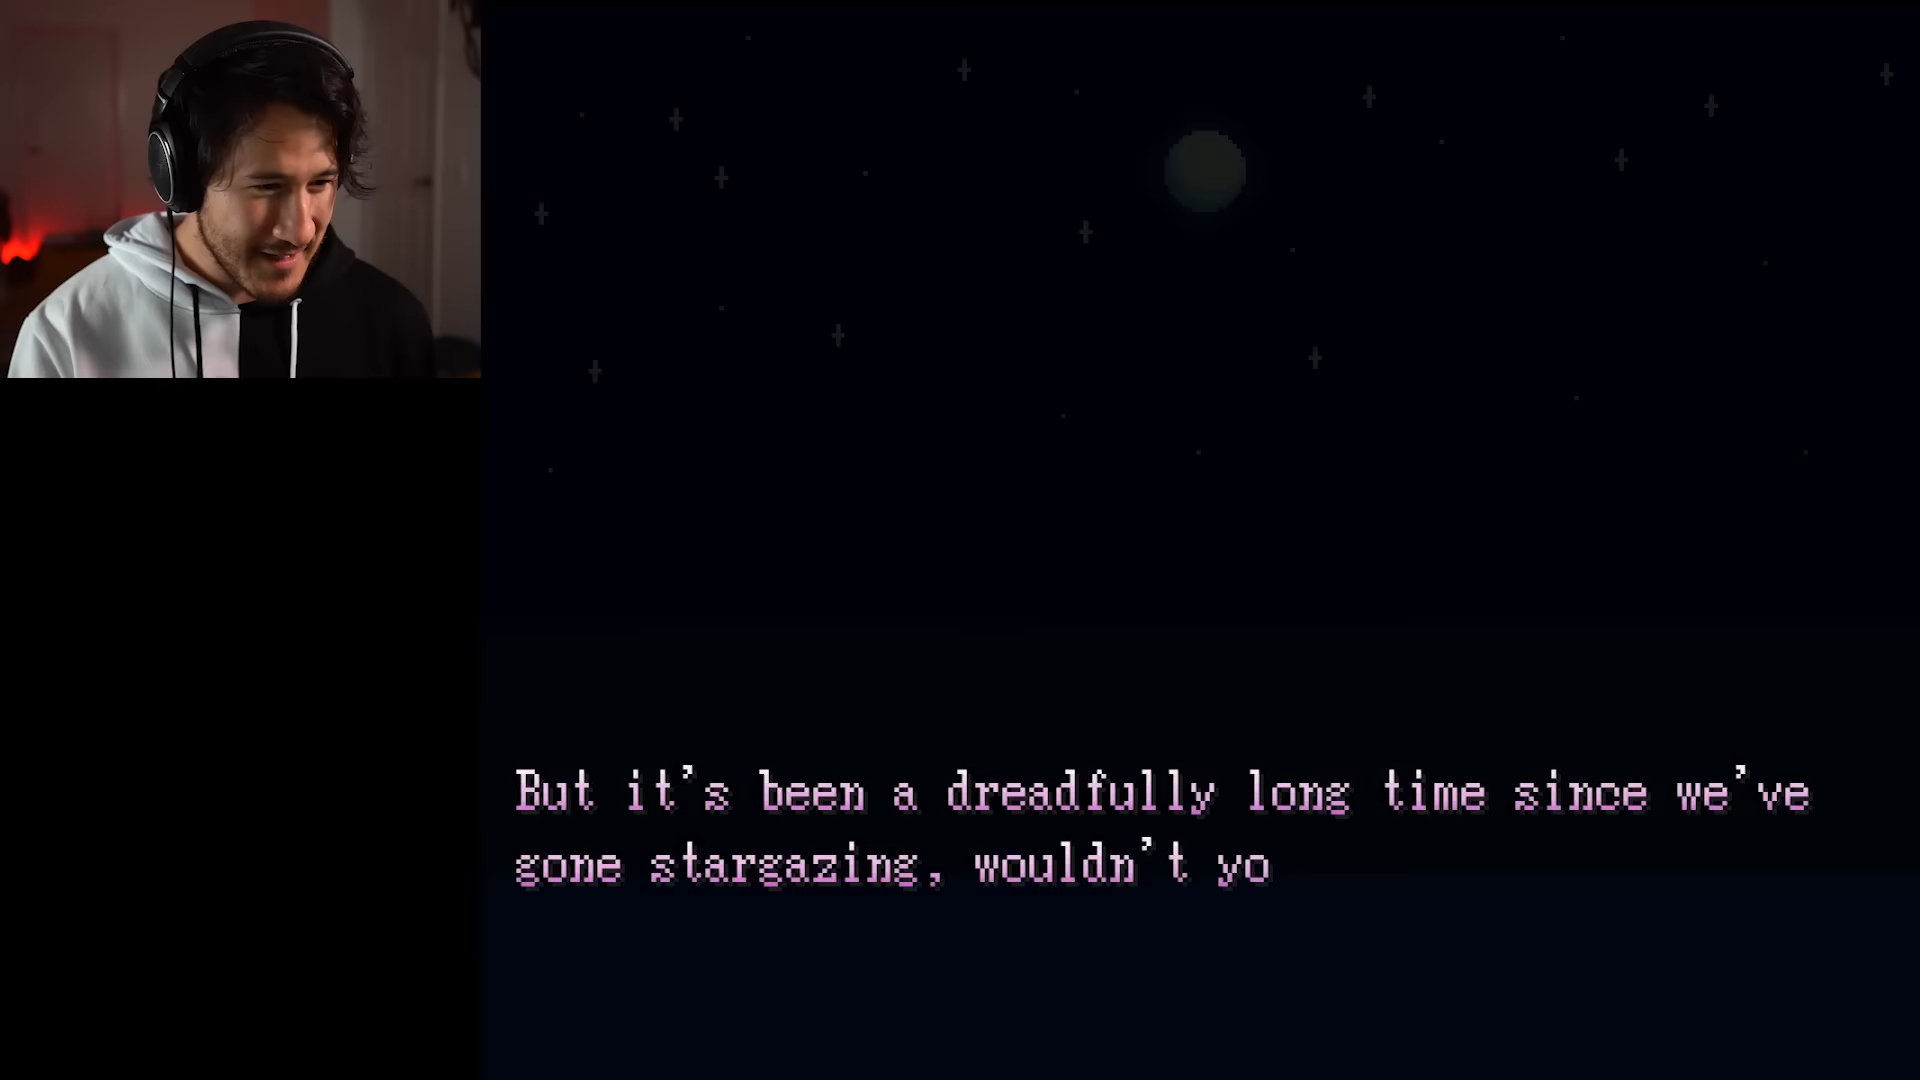 But it's been a dreadfully long time since we've
gone stargazing, wouldn't yo